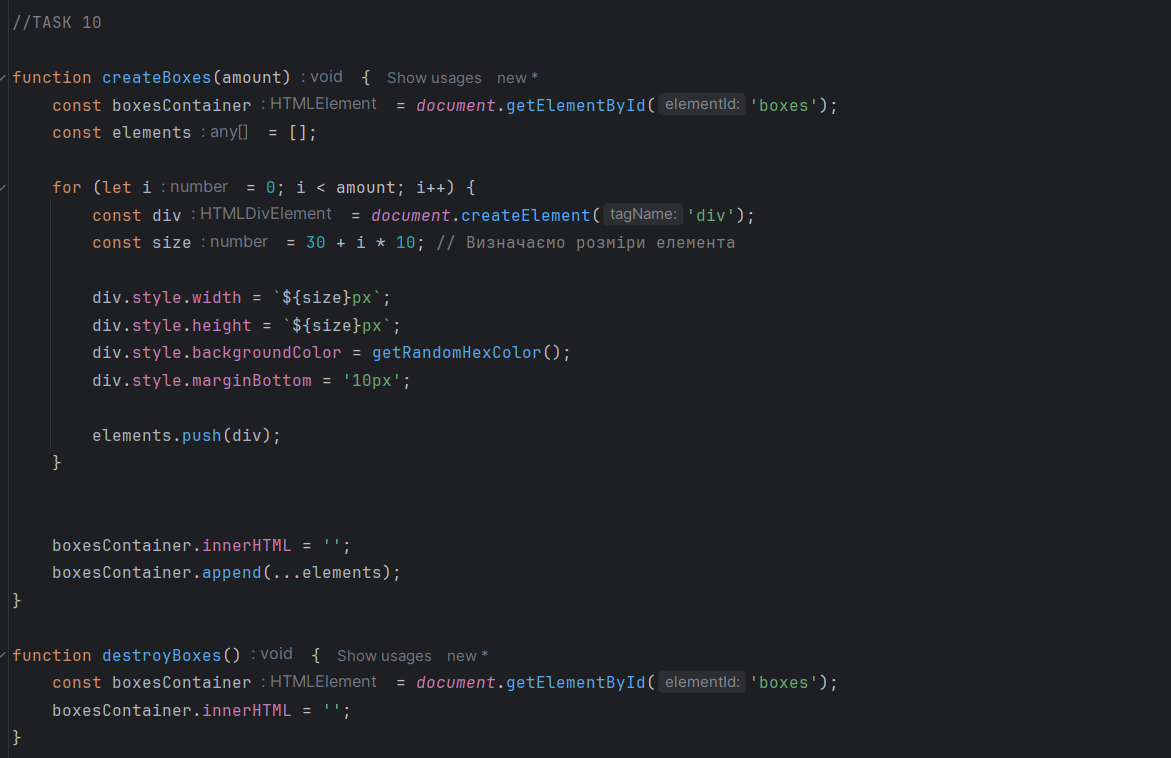 //TASK 10
function createBoxes(amount) : void { Show usages new *
    const boxesContainer : HTMLElement = document.getElementById( elementId: 'boxes');
    const elements : any[] = [];
    for (let i : number = 0; i < amount; i++) {
        const div : HTMLDivElement = document.createElement( tagName: 'div');
        const size : number = 30 + i * 10; // Визначаємо розміри елемента
        div.style.width = `${size}px`;
        div.style.height = `${size}px`;
        div.style.backgroundColor = getRandomHexColor();
        div.style.marginBottom = '10px';
        elements.push(div);
    }
    boxesContainer.innerHTML = '';
    boxesContainer.append(...elements);
}
function destroyBoxes() : void { Show usages new *
    const boxesContainer : HTMLElement = document.getElementById( elementId: 'boxes');
    boxesContainer.innerHTML = '';
}